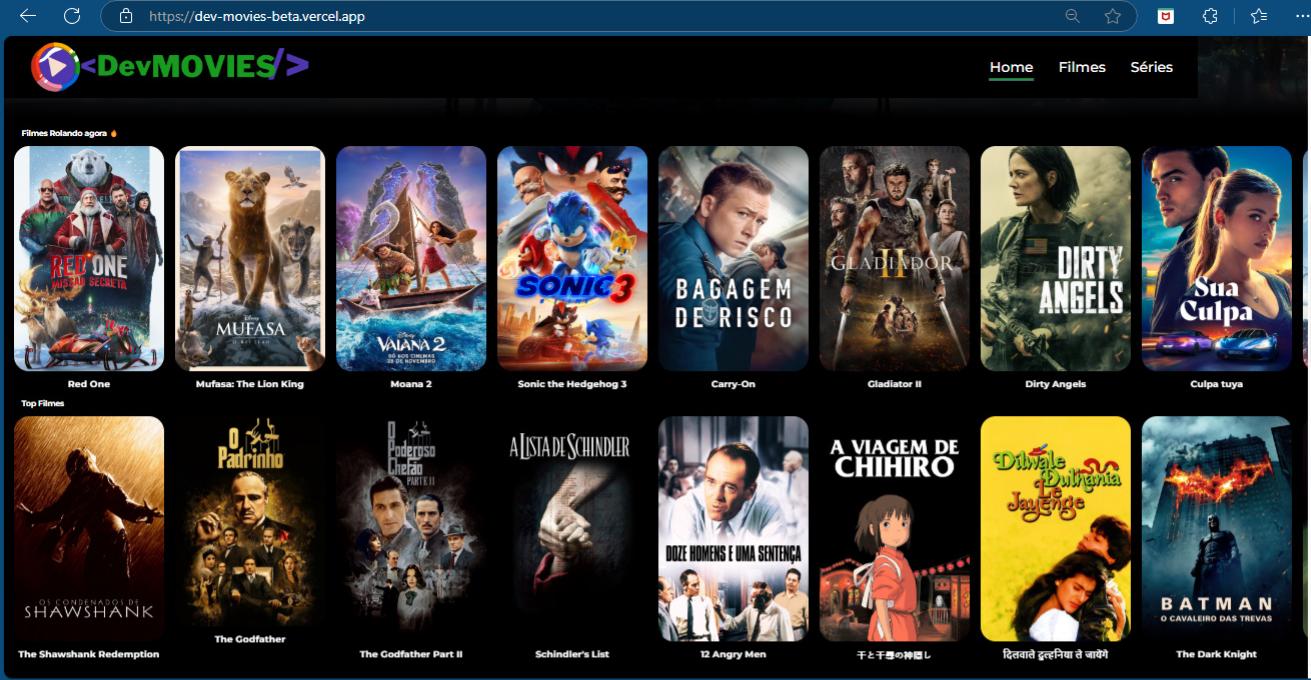 https://dev-movies-beta.vercel.app
<DevMOVIES/>
Home Filmes Séries
Filmes Rolando agora
RED ONE
MISSÃO SECRETA
Disney
MUFASA
O REI LEÃO
Disney
VAIANA 2
SÓ NOS CINEMAS
28 DE NOVEMBRO
SONIC 3
BAGAGEM
DE RISCO
II
GLADIADOR
DIRTY
ANGELS
Sua
Culpa
Red One
Mufasa: The Lion King
Moana 2
Sonic the Hedgehog 3
Carry-On
Gladiator II
Dirty Angels
Culpa tuya
Top Filmes
OS CONDENADOS DE
SHAWSHANK
O
Padrinho
O
Poderoso
Chefão
PARTE II
A LISTA DE SCHINDLER
DOZE HOMENS E UMA SENTENÇA
A VIAGEM DE
CHIHIRO
Dilwale
Dulhania
Le
Jayenge
BATMAN
O CAVALEIRO DAS TREVAS
The Shawshank Redemption
The Godfather
The Godfather Part II
Schindler's List
12 Angry Men
千と千尋の神隠し
दिलवाले दुल्हनिया ले जायेंगे
The Dark Knight